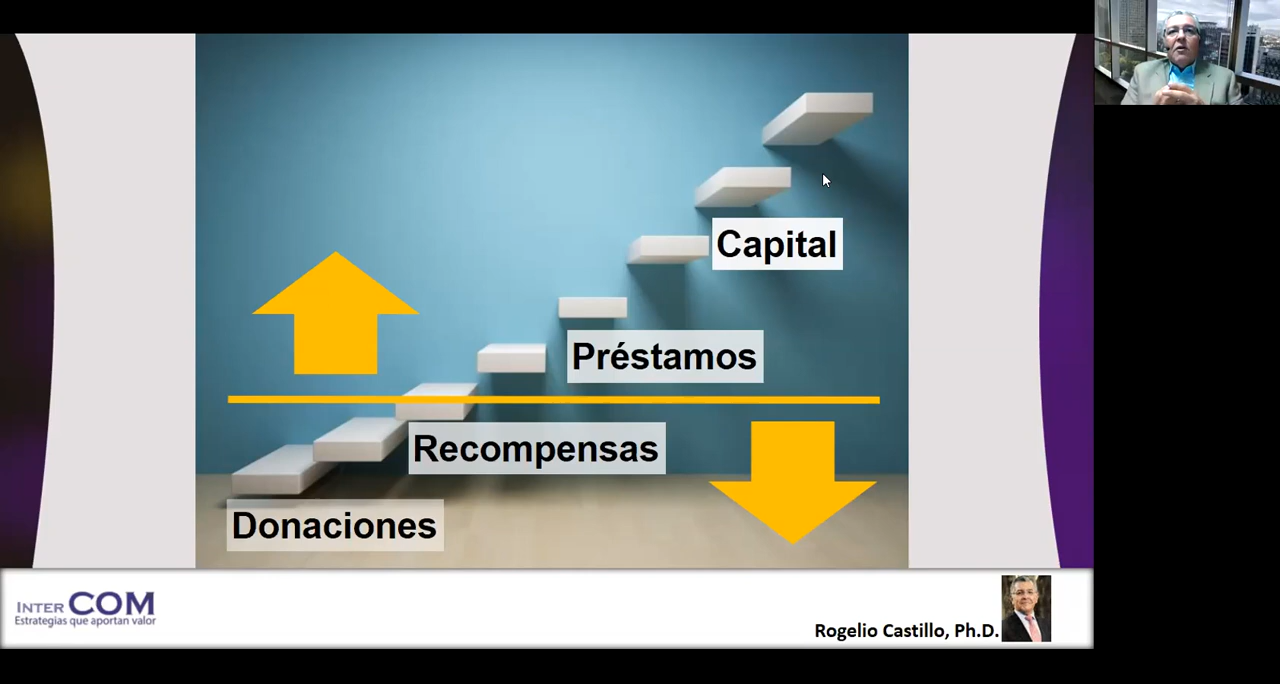 Capital
Préstamos
Recompensas
Donaciones
INTER COM
Estrategias que aportan valor
Rogelio Castillo, Ph.D.